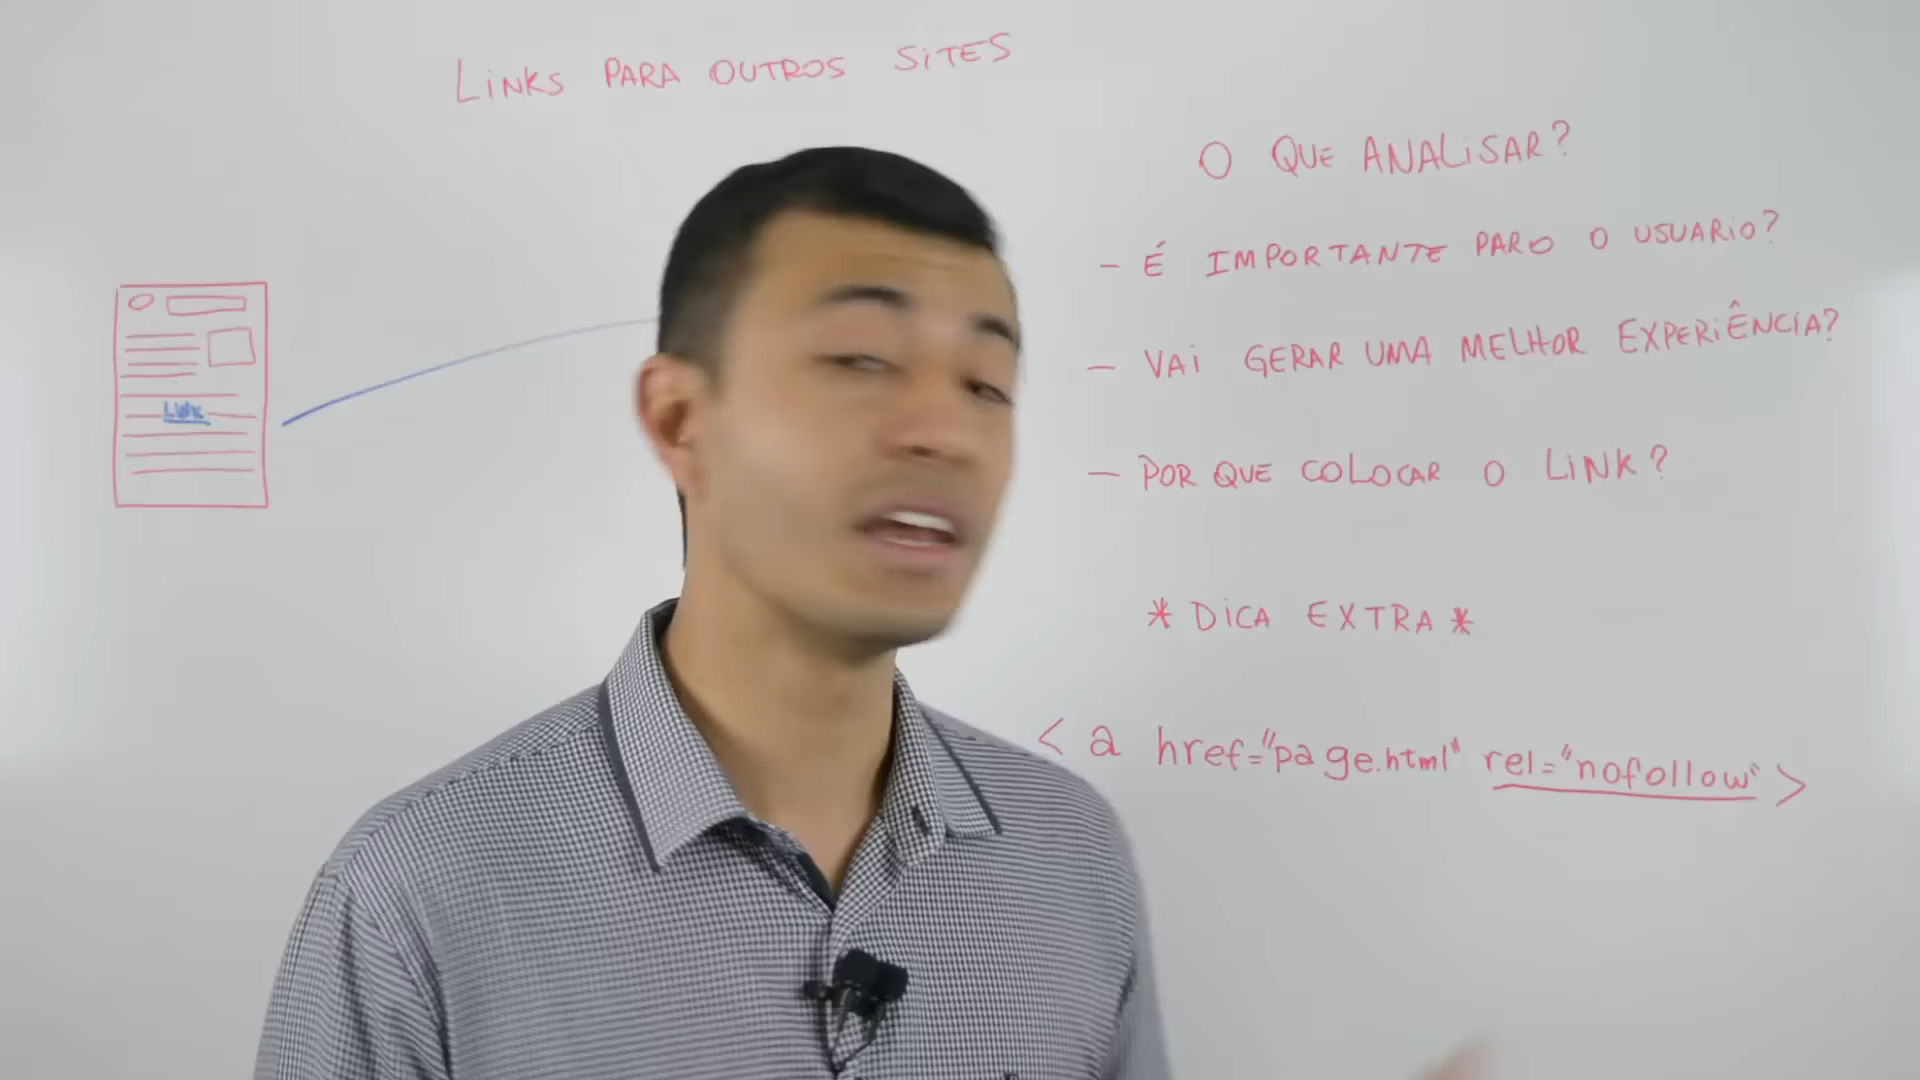 LINKS PARA OUTROS SITES
O QUE ANALISAR?
- É IMPORTANTE PARO O USUARIO?
- VAI GERAR UMA MELHOR EXPERIÊNCIA?
- POR QUE COLOCAR O LINK?
Link
* DICA EXTRA *
< a href="page.html" rel="nofollow" >